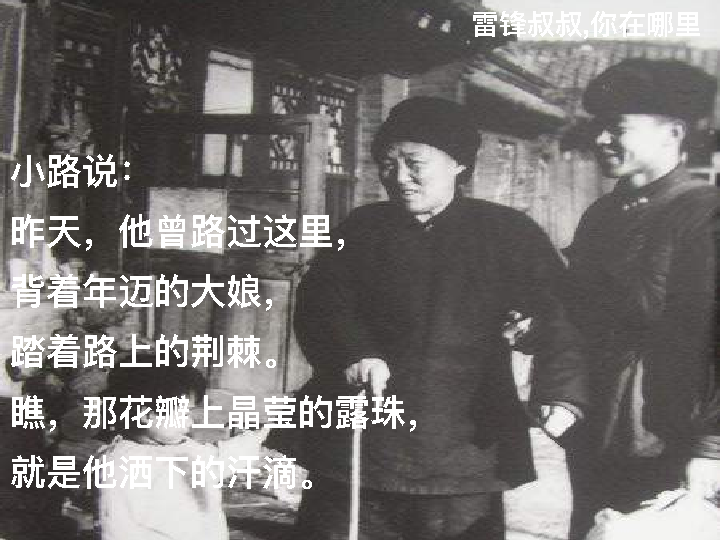 雷锋叔叔,你在哪里
小路说：
昨天，他曾路过这里，
背着年迈的大娘，
踏着路上的荆棘。
瞧，那花瓣上晶莹的露珠，
就是他洒下的汗滴。